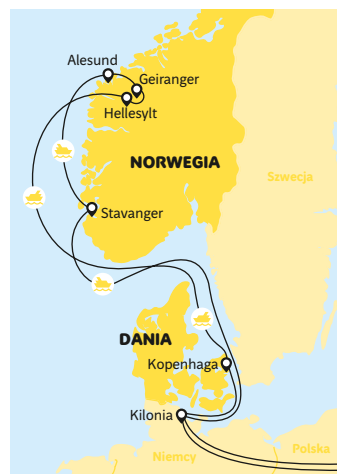 Alesund
Geiranger
Hellesylt
NORWEGIA
Szwecja
Stavanger
DANIA
Kopenhaga
Kilonia
Polska
Niemcy